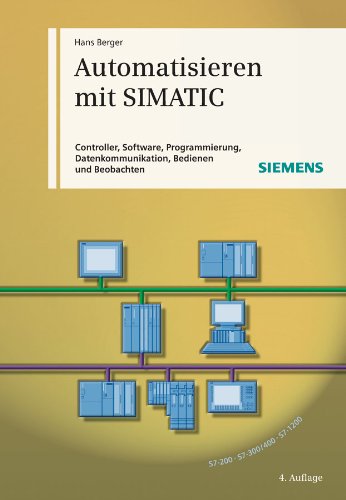 Hans Berger
Automatisieren
mit SIMATIC
Controller, Software, Programmierung,
Datenkommunikation, Bedienen
und Beobachten
SIEMENS
S7-200 · S7-300/400 · S7-1200
4. Auflage